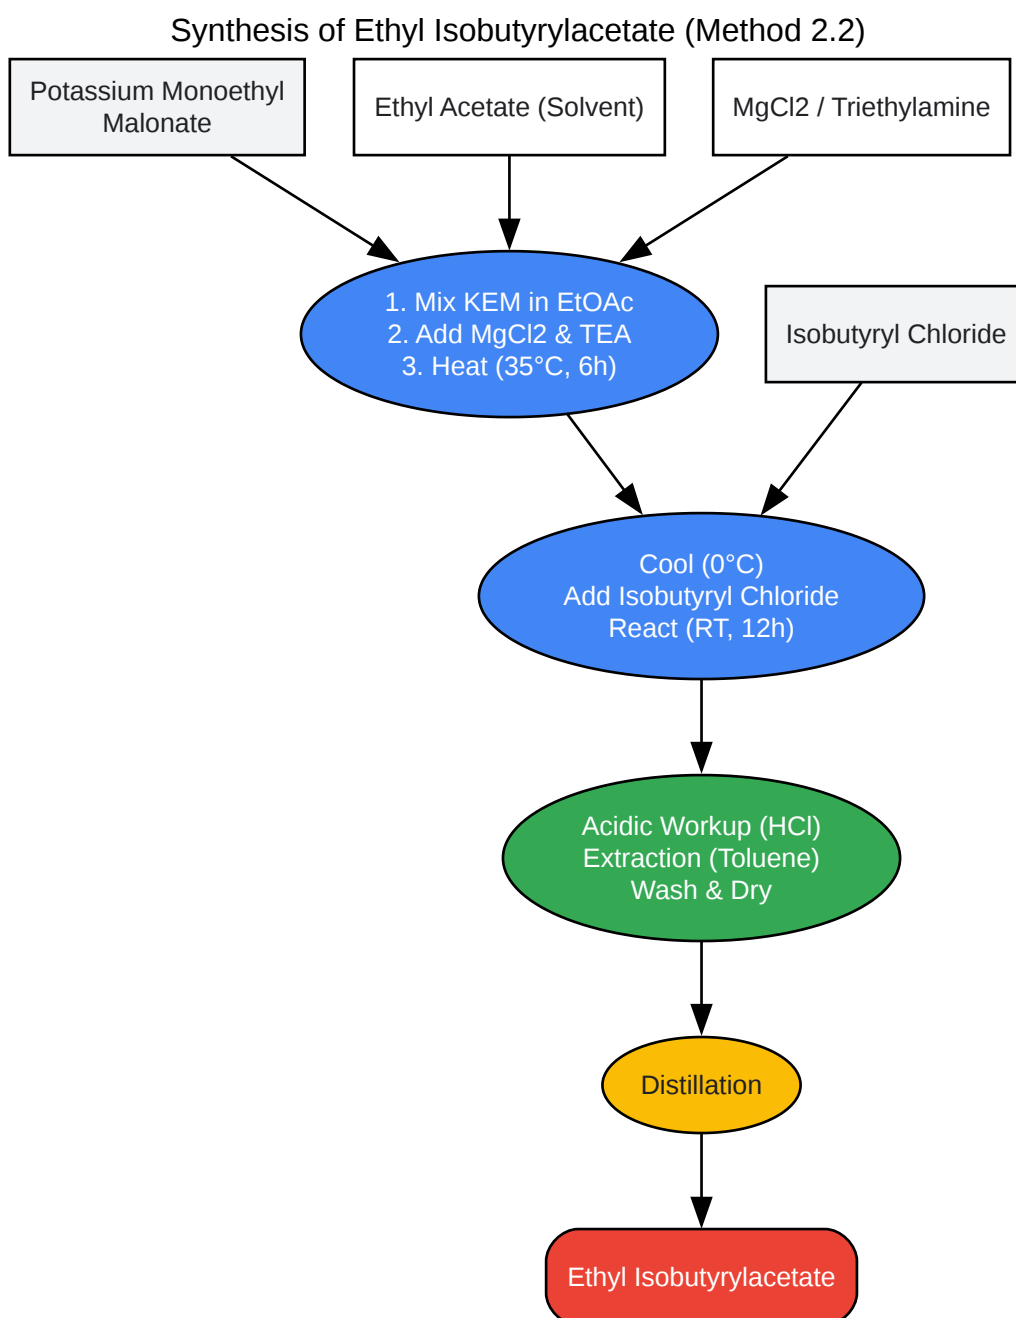 Synthesis of Ethyl Isobutyrylacetate (Method 2.2)
Potassium Monoethyl
Malonate
Ethyl Acetate (Solvent)
MgCl2 / Triethylamine
1. Mix KEM in EtOAc
2. Add MgCl2 & TEA
3. Heat (35°C, 6h)
Isobutyryl Chloride
Cool (0°C)
Add Isobutyryl Chloride
React (RT, 12h)
Acidic Workup (HCl)
Extraction (Toluene)
Wash & Dry
Distillation
Ethyl Isobutyrylacetate